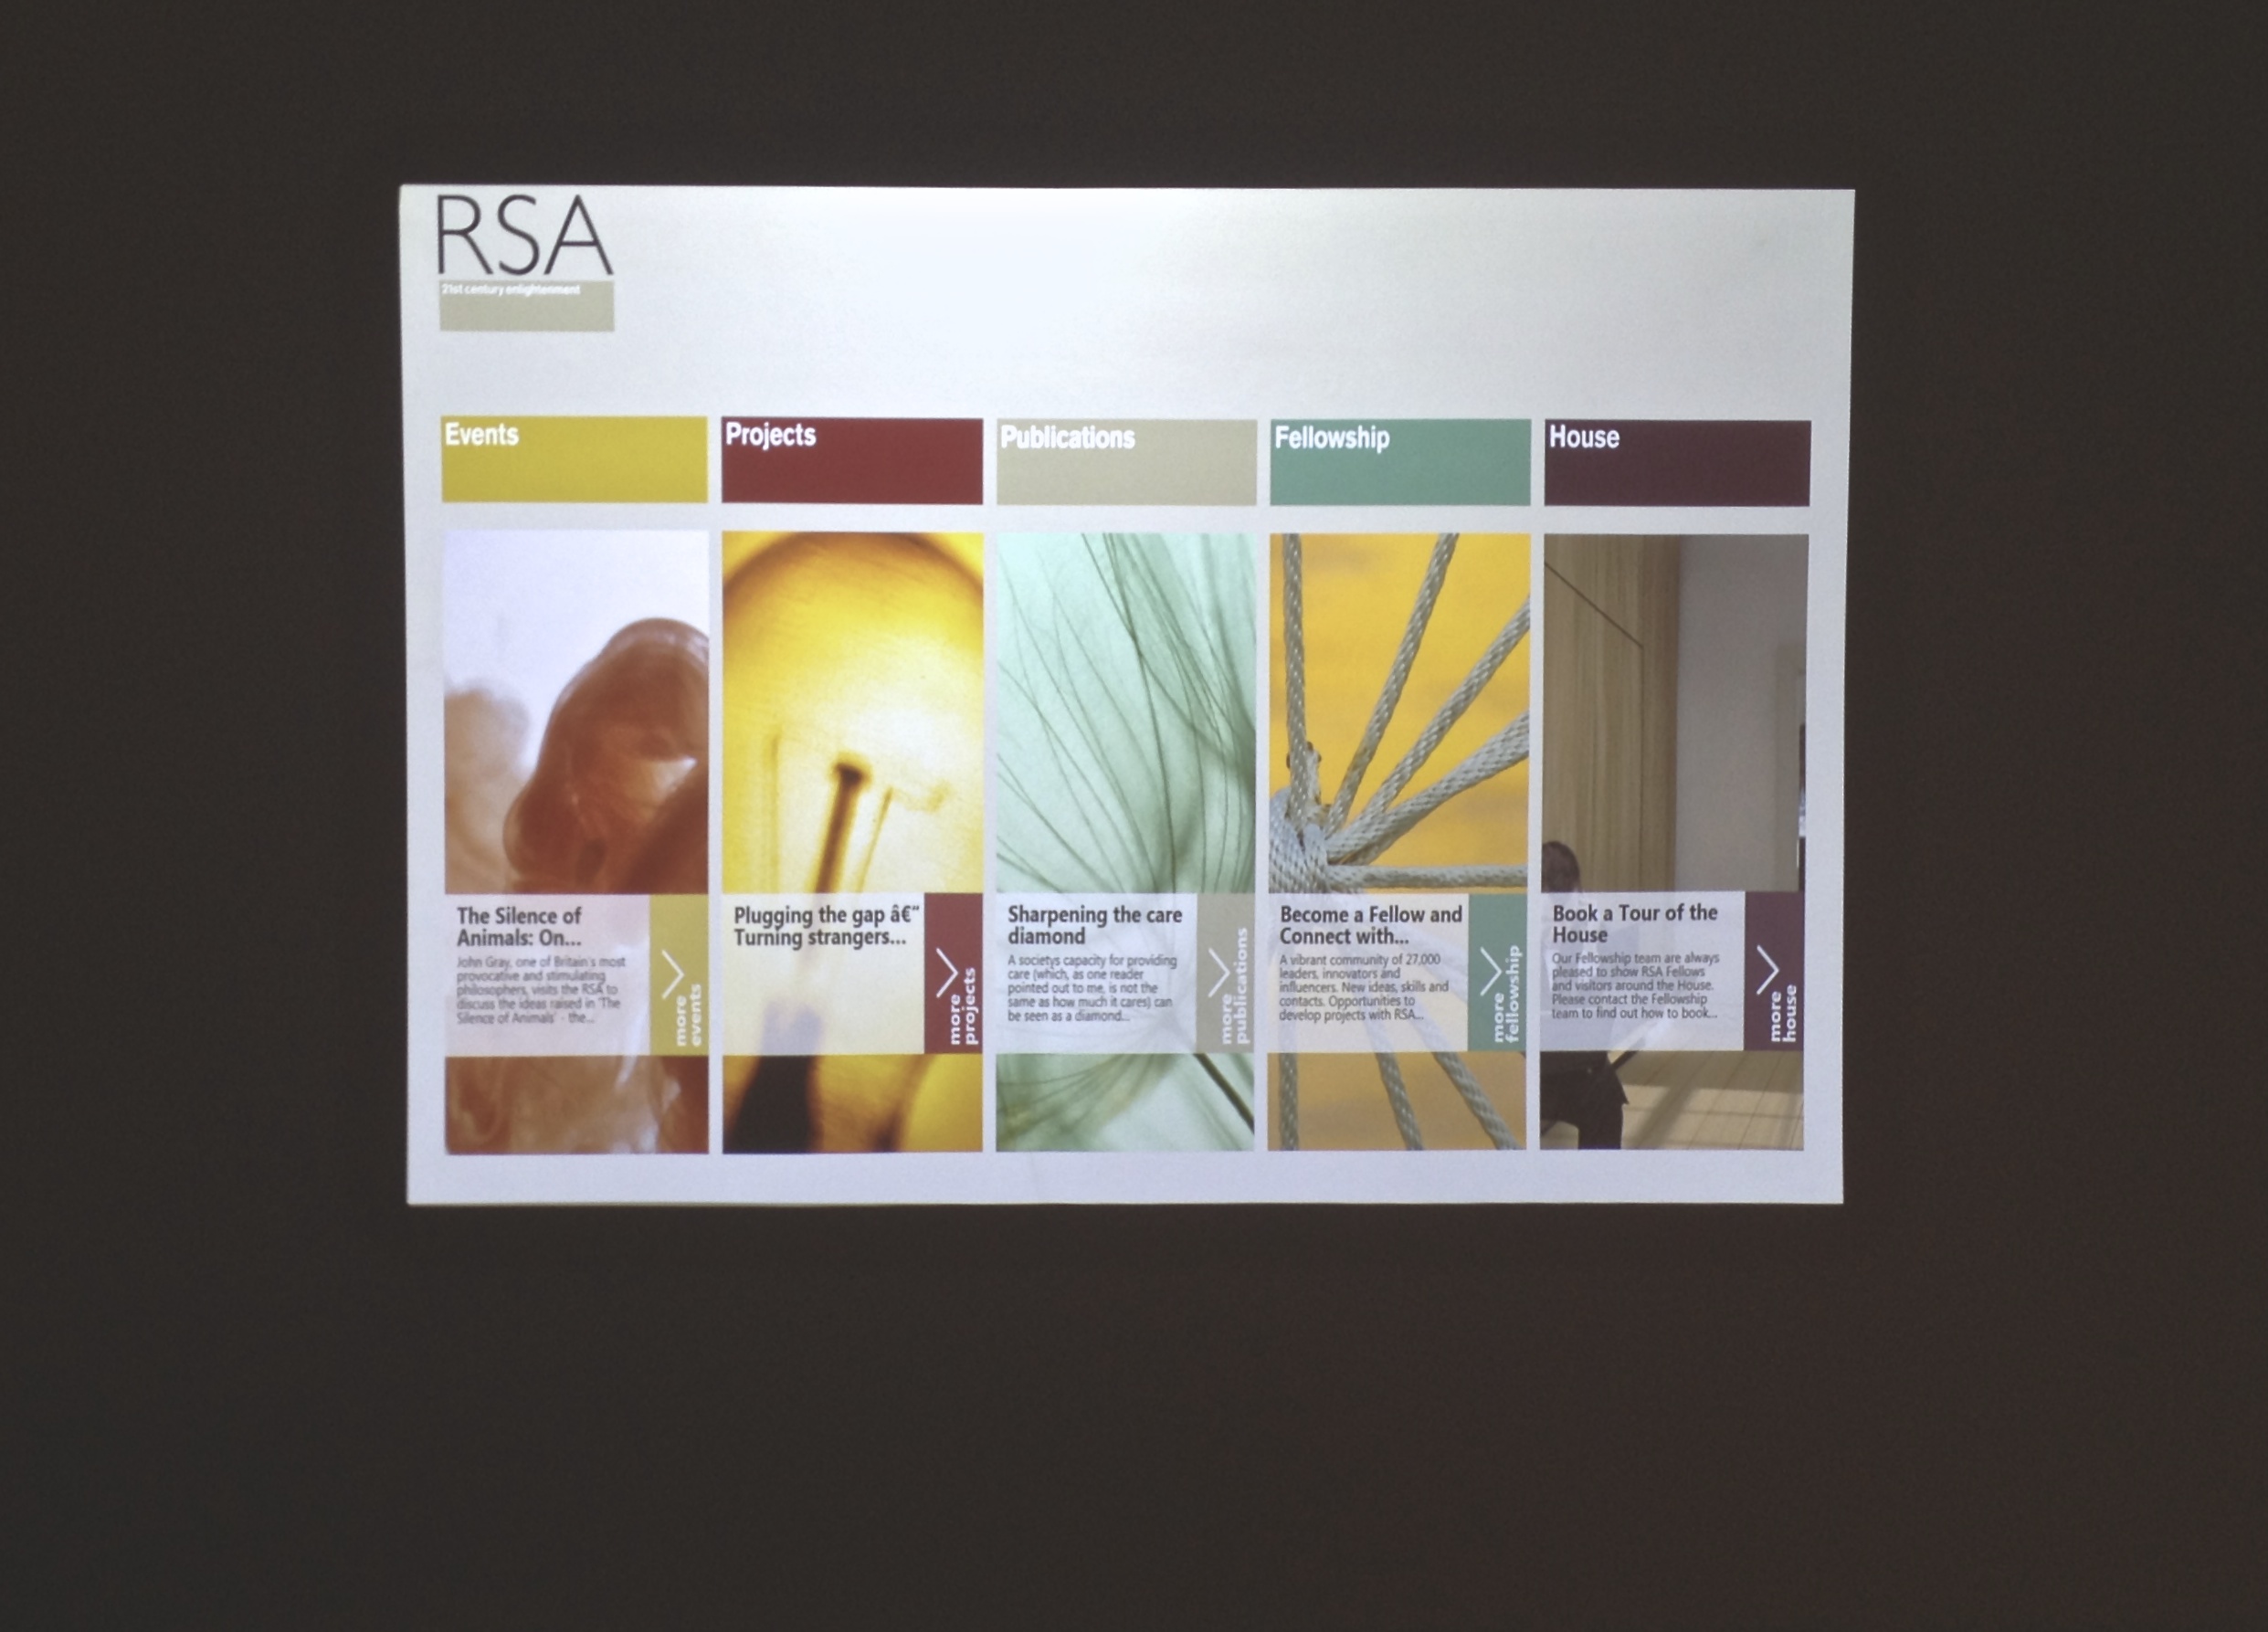 RSA
21st century enlightenment
Events
Projects
Publications
Fellowship
House
The Silence of
Animals: On...
John Gray, one of Britain's most
provocative and stimulating
philosophers, visits the RSA to
discuss the ideas raised in 'The
Silence of Animals' - the...
more
events
Plugging the gap â€“
Turning strangers...
more
projects
Sharpening the care
diamond
A societys capacity for providing
care (which, as one reader
pointed out to me, is not the
same as how much it cares) can
be seen as a diamond...
more
publications
Become a Fellow and
Connect with...
A vibrant community of 27,000
leaders, innovators and
influencers. New ideas, skills and
contacts. Opportunities to
develop projects with RSA...
more
fellowship
Book a Tour of the
House
Our Fellowship team are always
pleased to show RSA Fellows
and visitors around the House.
Please contact the Fellowship
team to find out how to book...
more
house